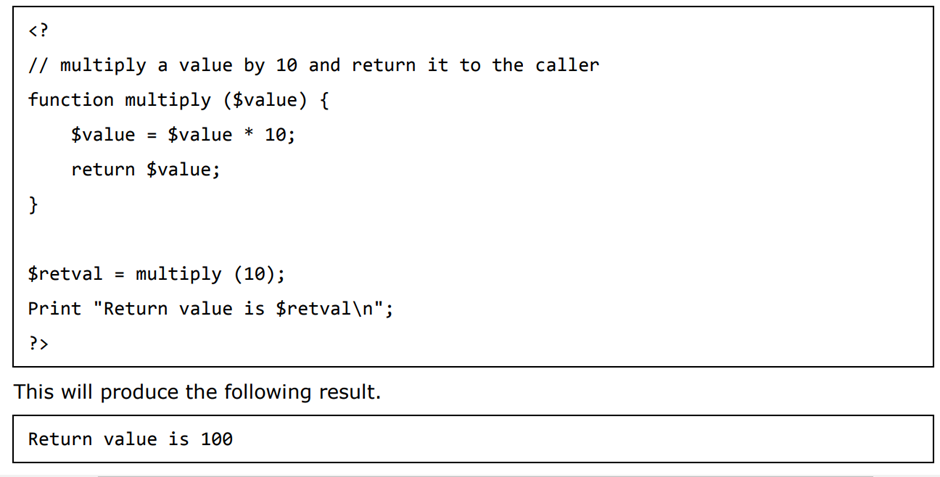 <?
// multiply a value by 10 and return it to the caller
function multiply ($value) {
    $value = $value * 10;
    return $value;
}
$retval = multiply (10);
Print "Return value is $retval\n";
?>
This will produce the following result.
Return value is 100